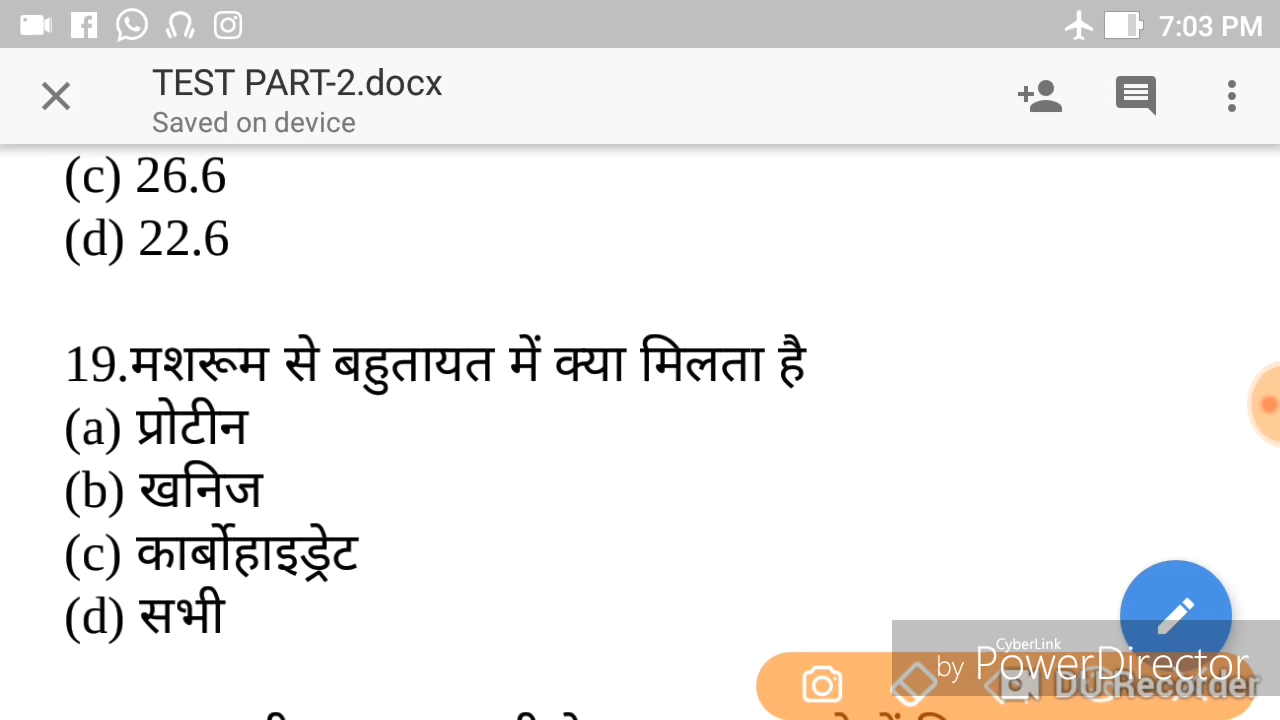 7:03 PM
TEST PART-2.docx
Saved on device
(c) 26.6
(d) 22.6
19.मशरूम से बहुतायत में क्या मिलता है
(a) प्रोटीन
(b) खनिज
(c) कार्बोहाइड्रेट
(d) सभी
CyberLink
by PowerDirector
DU Recorder